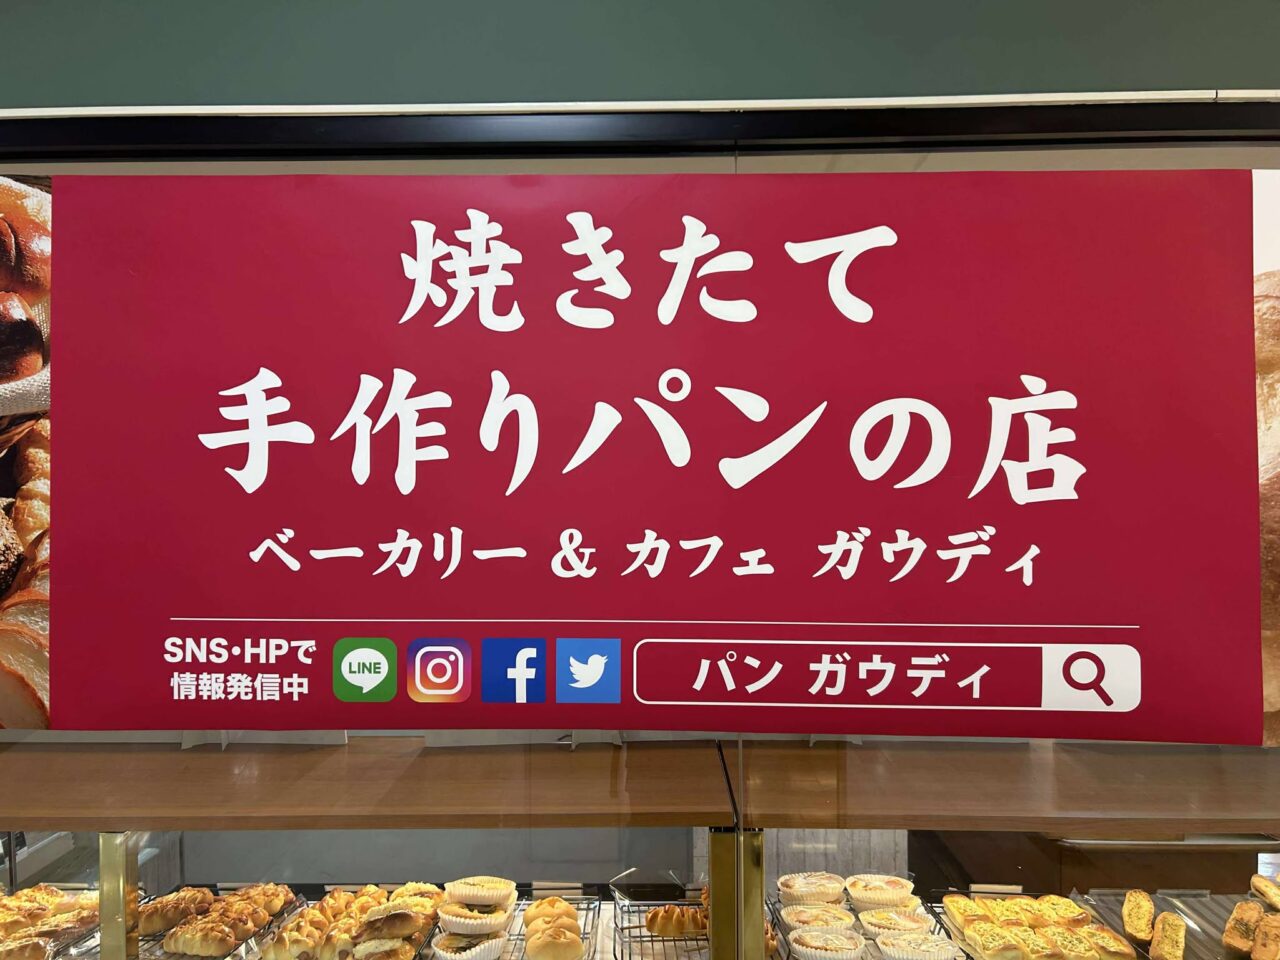 焼きたて
手作りパンの店
ベーカリー & カフェ ガウディ
SNS・HPで
情報発信中
LINE
パン ガウディ